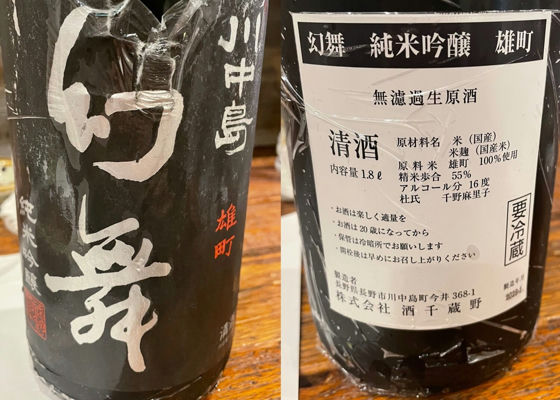 川中島
幻舞
雄町
純米吟醸
幻舞 純米吟醸 雄町
無濾過生原酒
清酒
内容量 1.8ℓ
原材料名 米(国産)
米麹(国産米)
原料米 雄町 100%使用
精米歩合 55%
アルコール分 16度
杜氏 千野麻里子
・お酒は楽しく適量を
・お酒は20歳になってから
・保管は冷暗所でお願いします
・開栓後は早めにお召し上がりください
要冷蔵
製造年月
製造者
長野県長野市川中島町今井368-1
株式会社 酒千蔵野